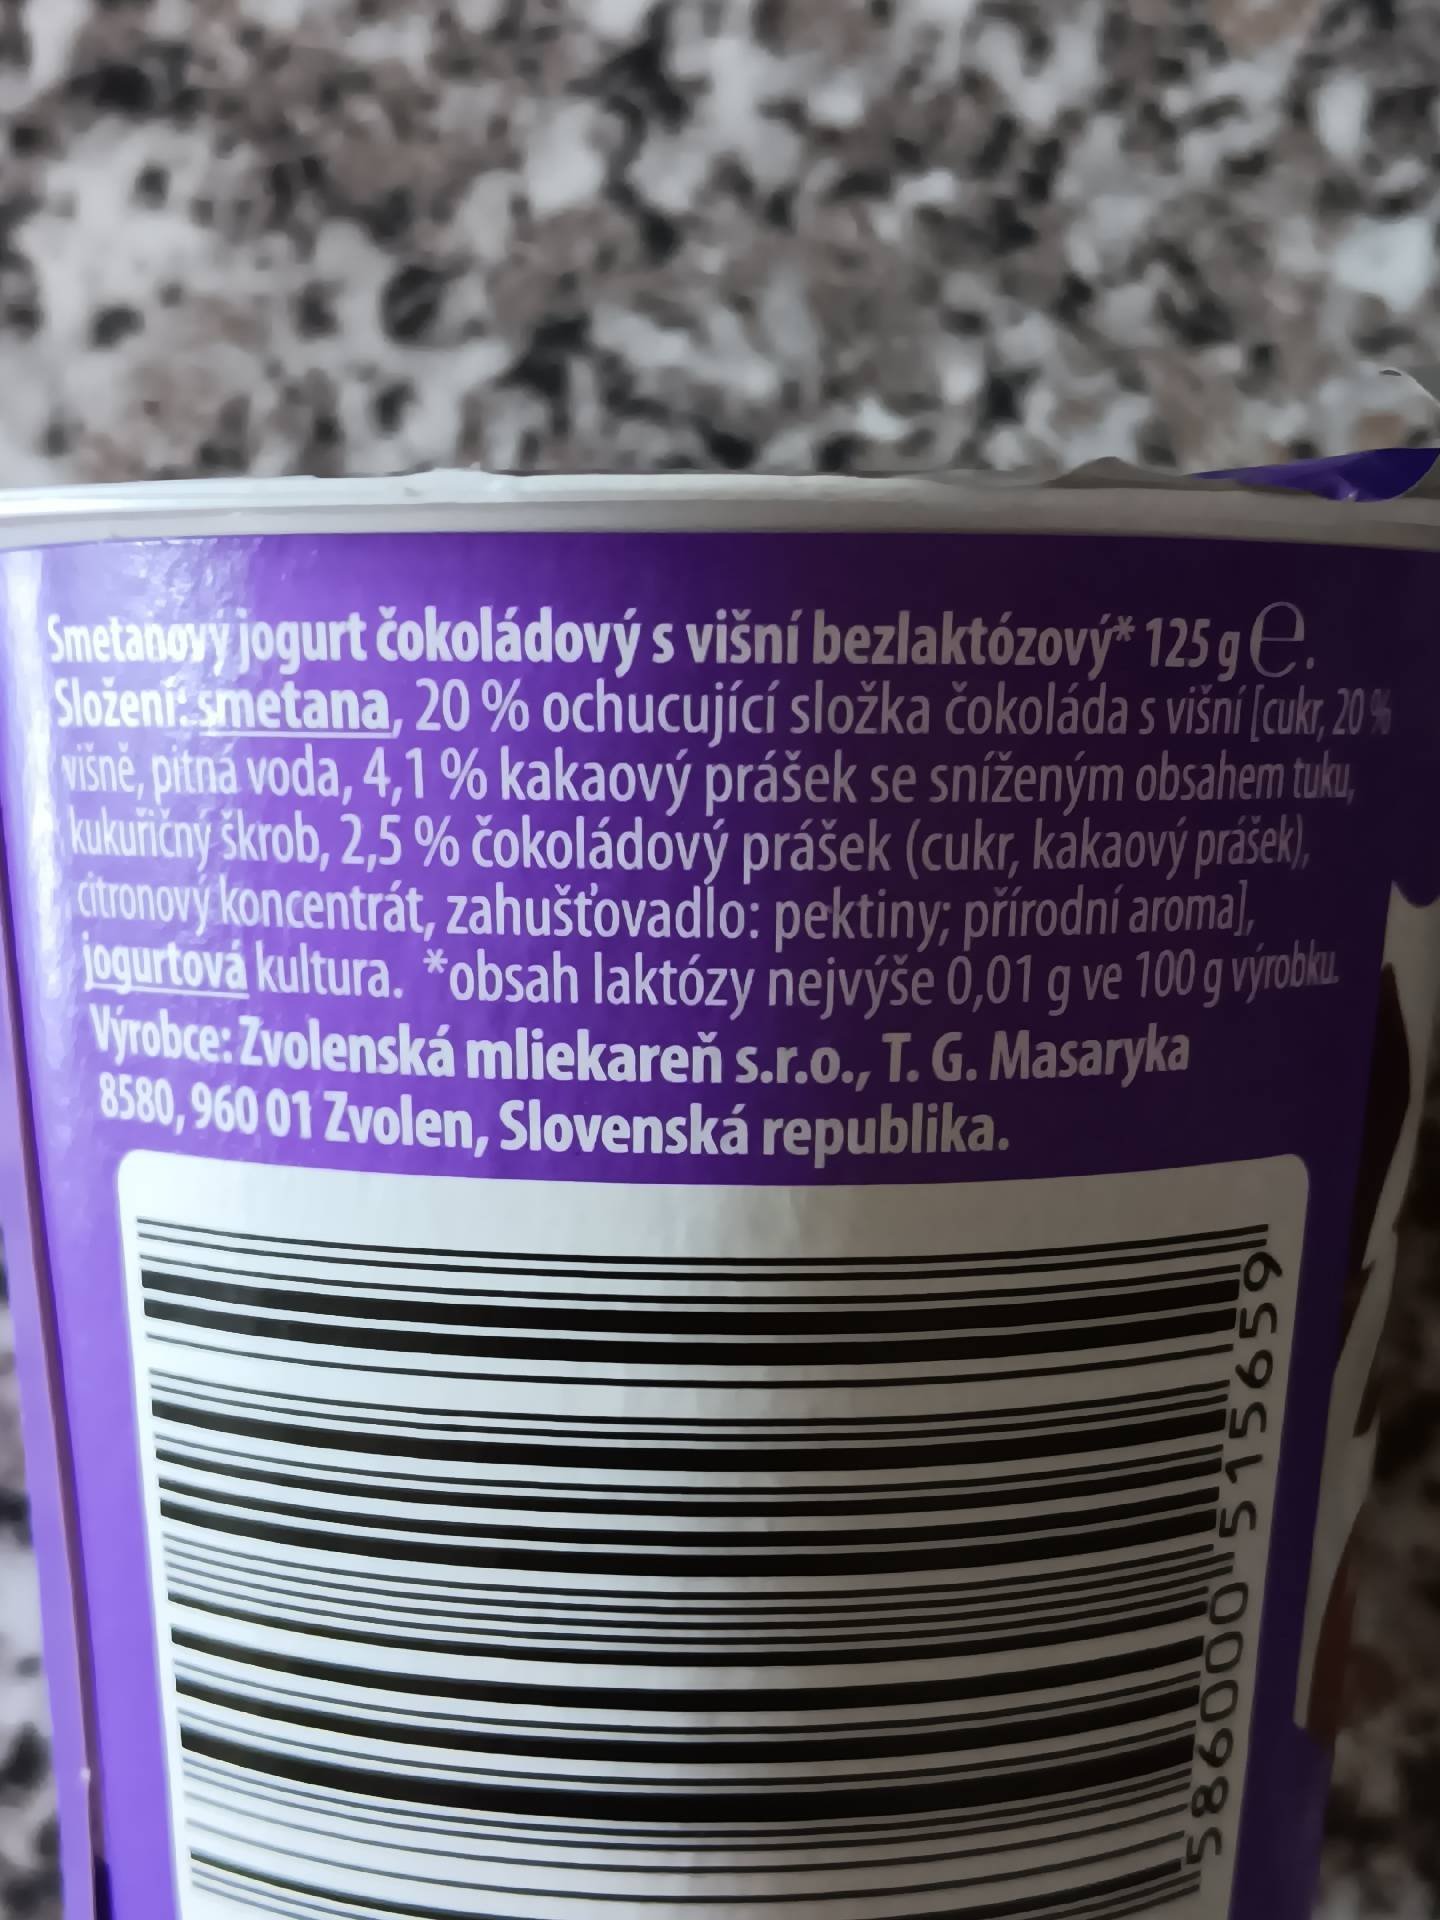 Smetanový jogurt čokoládový s višní bezlaktózový* 125 g ℮.
Složení: smetana, 20 % ochucující složka čokoláda s višní [cukr, 20 %
višně, pitná voda, 4,1 % kakaový prášek se sníženým obsahem tuku,
kukuřičný škrob, 2,5 % čokoládový prášek (cukr, kakaový prášek),
citronový koncentrát, zahušťovadlo: pektiny; přírodní aroma],
jogurtová kultura. *obsah laktózy nejvýše 0,01 g ve 100 g výrobku.
Výrobce: Zvolenská mliekareň s.r.o., T. G. Masaryka
8580, 960 01 Zvolen, Slovenská republika.
586000 515659